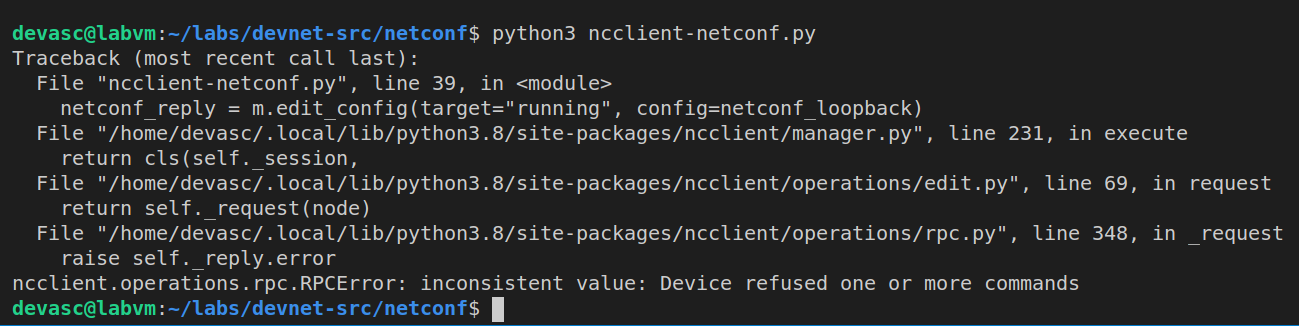 devasc@labvm:~/labs/devnet-src/netconf$ python3 ncclient-netconf.py
Traceback (most recent call last):
  File "ncclient-netconf.py", line 39, in <module>
    netconf_reply = m.edit_config(target="running", config=netconf_loopback)
  File "/home/devasc/.local/lib/python3.8/site-packages/ncclient/manager.py", line 231, in execute
    return cls(self._session,
  File "/home/devasc/.local/lib/python3.8/site-packages/ncclient/operations/edit.py", line 69, in request
    return self._request(node)
  File "/home/devasc/.local/lib/python3.8/site-packages/ncclient/operations/rpc.py", line 348, in _request
    raise self._reply.error
ncclient.operations.rpc.RPCError: inconsistent value: Device refused one or more commands
devasc@labvm:~/labs/devnet-src/netconf$